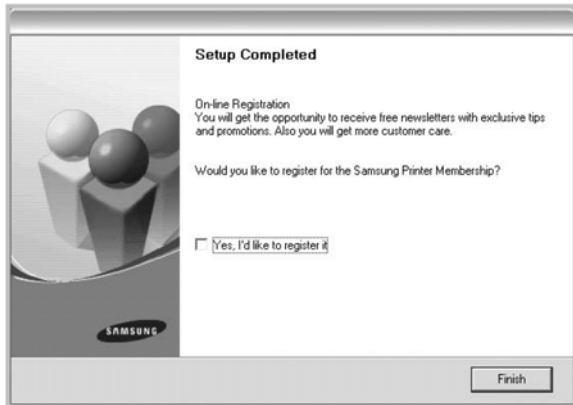 Setup Completed
On-line Registration
You will get the opportunity to receive free newsletters with exclusive tips
and promotions. Also you will get more customer care.
Would you like to register for the Samsung Printer Membership?
Yes, I'd like to register it
SAMSUNG
Finish